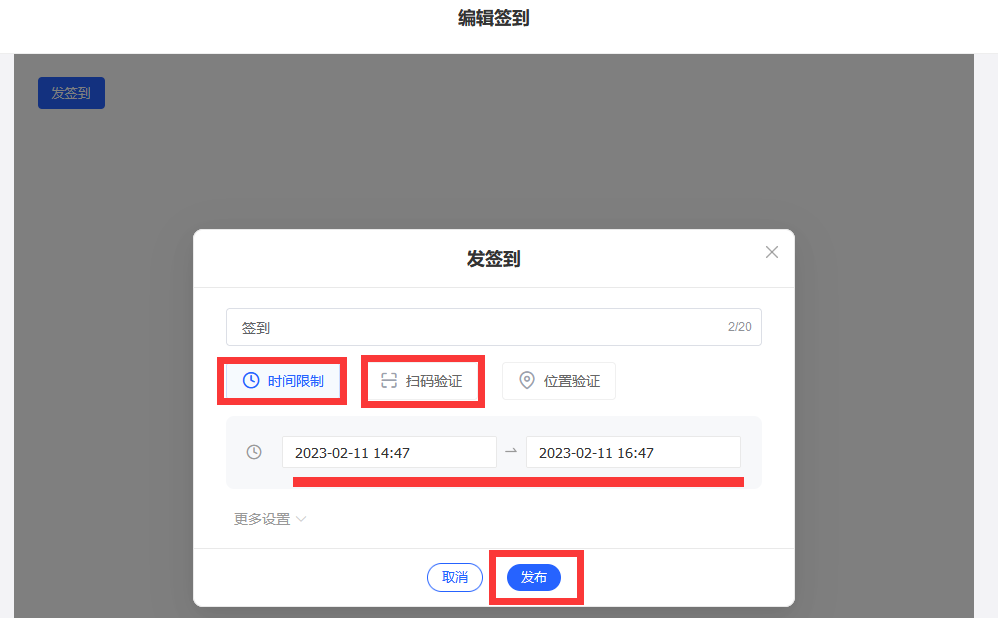 编辑签到
发签到
发签到
签到 2/20
时间限制 扫码验证 位置验证
2023-02-11 14:47 → 2023-02-11 16:47
更多设置
取消 发布